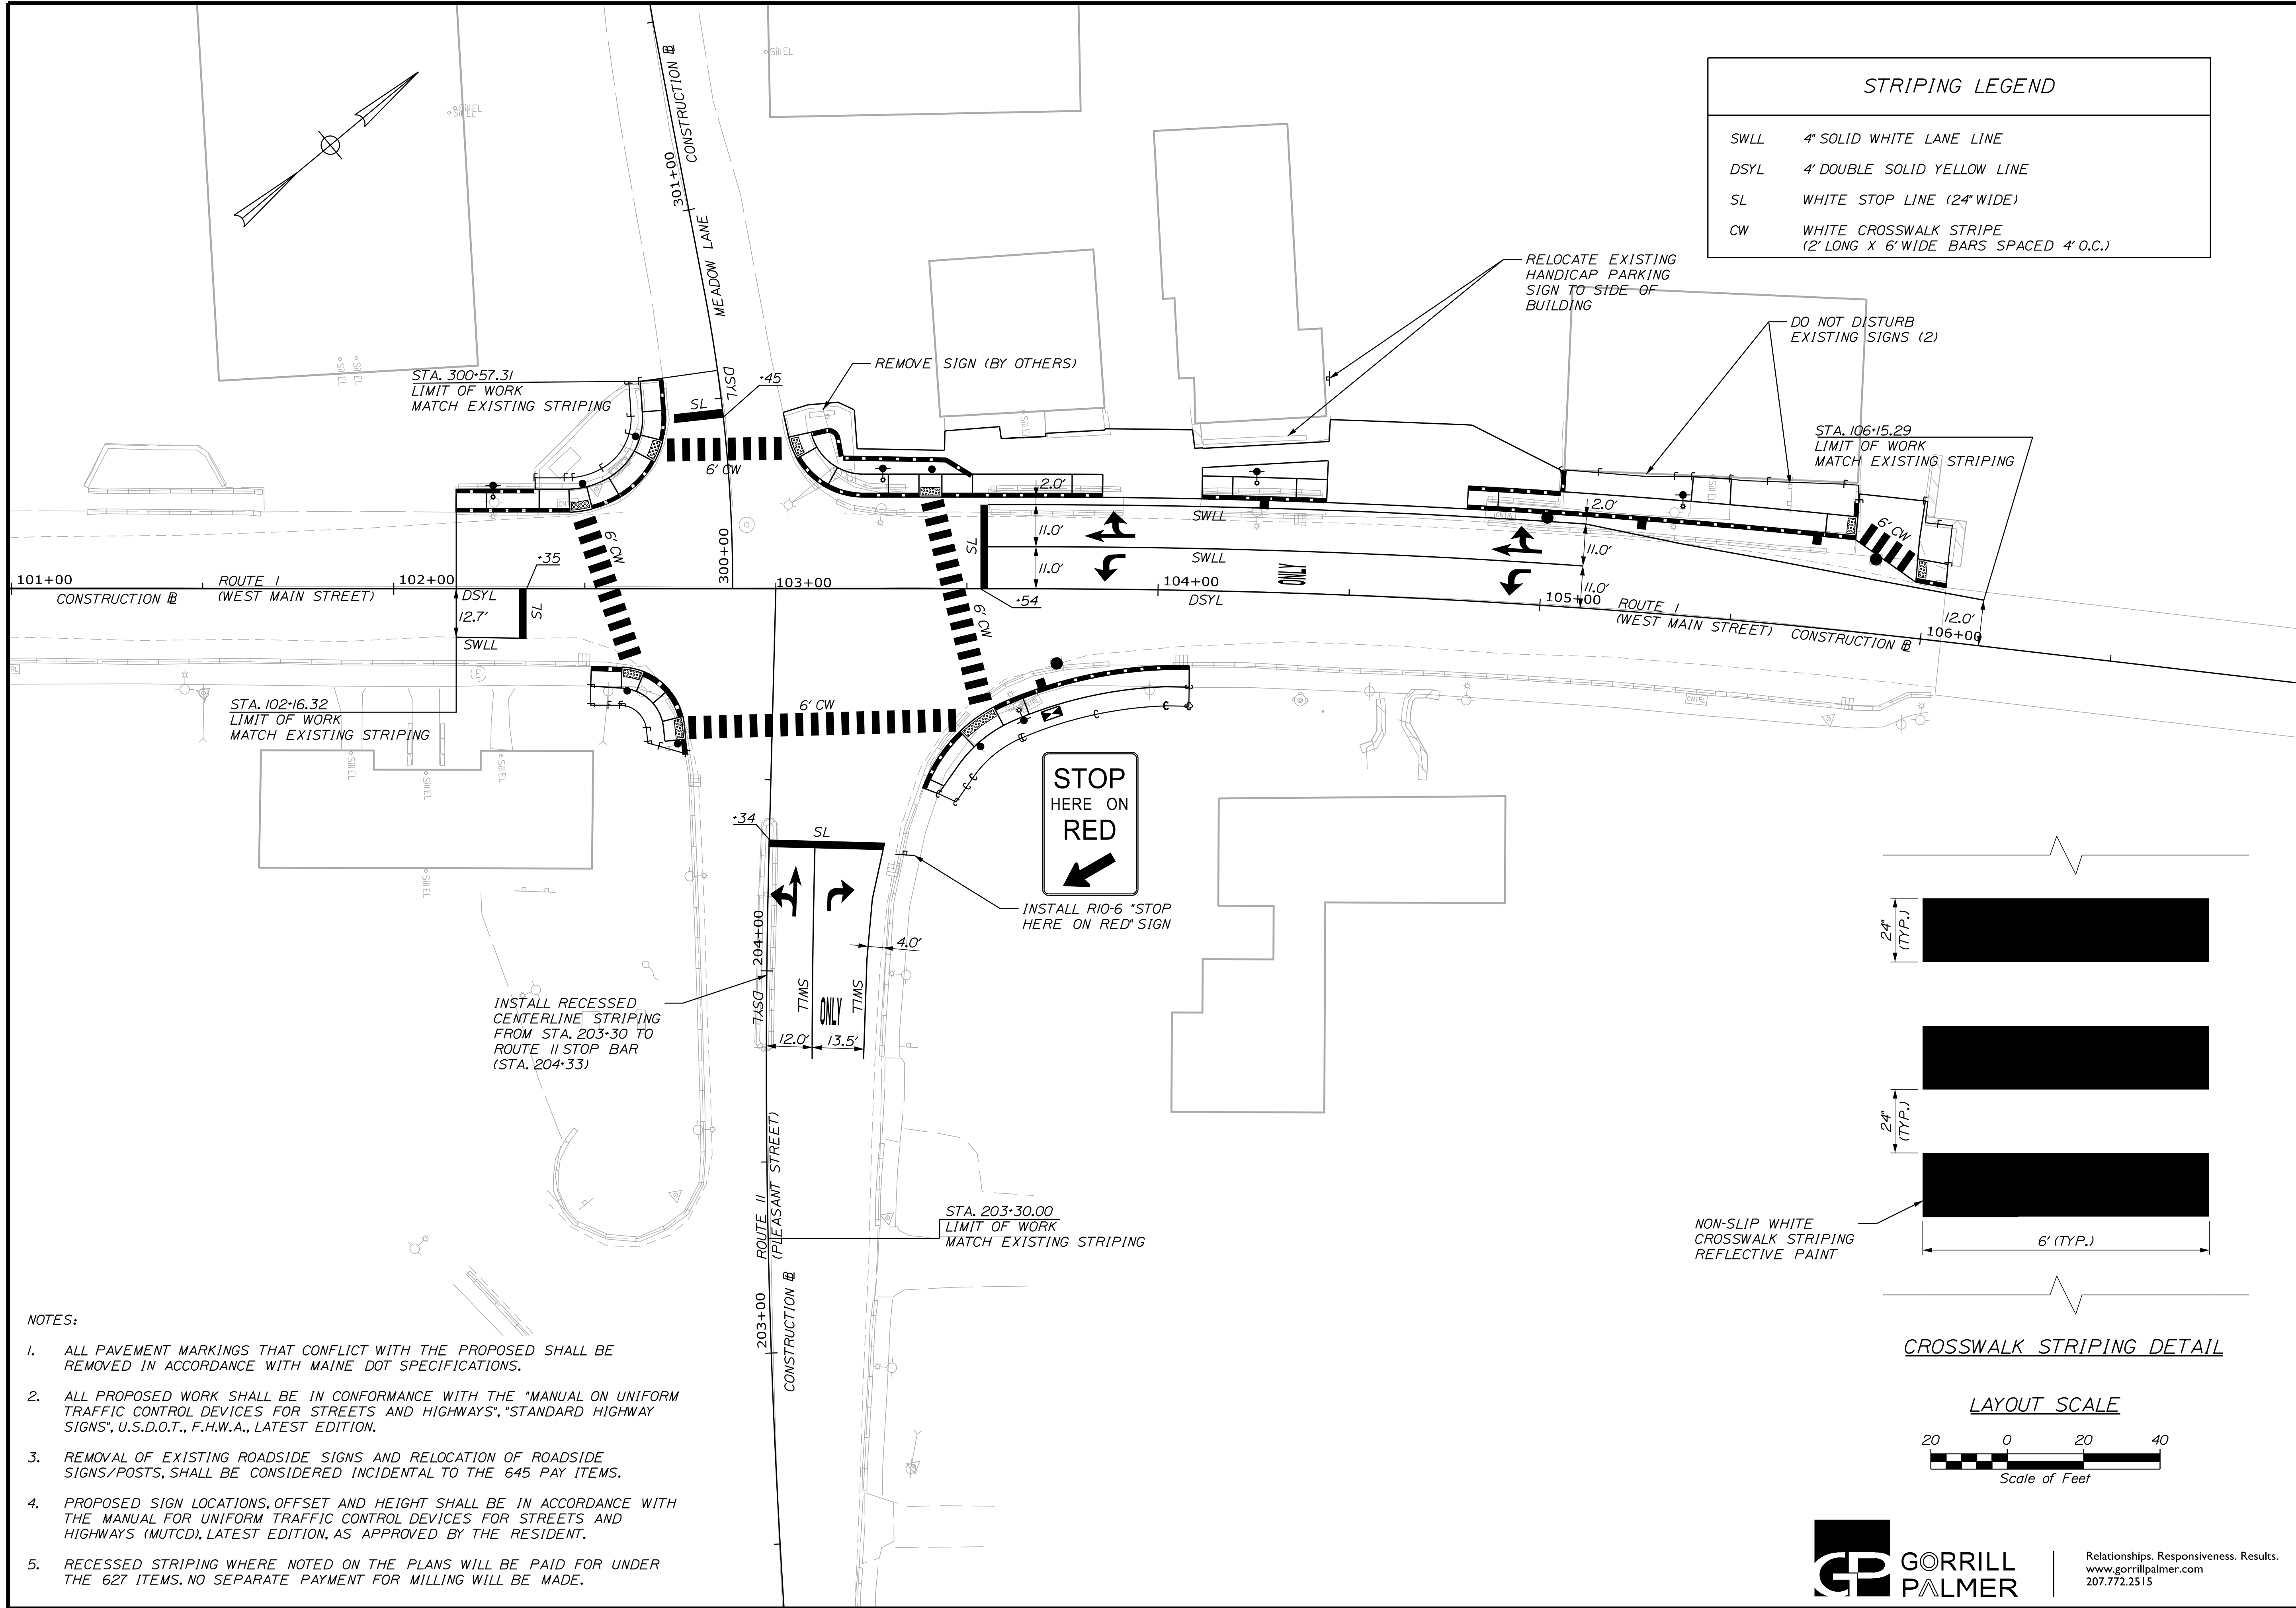 STRIPING LEGEND
SWLL 4" SOLID WHITE LANE LINE
DSYL 4' DOUBLE SOLID YELLOW LINE
SL WHITE STOP LINE (24" WIDE)
CW WHITE CROSSWALK STRIPE
(2' LONG X 6' WIDE BARS SPACED 4' O.C.)
SillEL
SillEL
SillEL
CONSTRUCTION BL
301+00
MEADOW LANE
DSYL
RELOCATE EXISTING
HANDICAP PARKING
SIGN TO SIDE OF
BUILDING
DO NOT DISTURB
EXISTING SIGNS (2)
REMOVE SIGN (BY OTHERS)
STA. 300+57.31
LIMIT OF WORK
MATCH EXISTING STRIPING
SillEL
SillEL
SL
+45
6' CW
SillEL
STA. 106+15.29
LIMIT OF WORK
MATCH EXISTING STRIPING
SillEL
2.0'
11.0'
11.0'
SWLL
SWLL
ONLY
2.0'
11.0'
11.0'
6' CW
12.0'
6' CW
SL
300+00
+35
101+00
102+00
103+00
104+00
105+00
106+00
CONSTRUCTION BL
ROUTE 1
(WEST MAIN STREET)
DSYL
SL
12.7'
SWLL
+54
6' CW
DSYL
ROUTE 1
(WEST MAIN STREET)
CONSTRUCTION BL
(E)
CNTRL
STA. 102+16.32
LIMIT OF WORK
MATCH EXISTING STRIPING
6' CW
SillEL
SillEL
SillEL
SillEL
STOP
HERE ON
RED
INSTALL R10-6 "STOP
HERE ON RED" SIGN
+34
SL
204+00
4.0'
DSYL
SWLL
ONLY
SWLL
12.0'
13.5'
INSTALL RECESSED
CENTERLINE STRIPING
FROM STA. 203+30 TO
ROUTE 11 STOP BAR
(STA. 204+33)
ROUTE 11
(PLEASANT STREET)
203+00
CONSTRUCTION BL
STA. 203+30.00
LIMIT OF WORK
MATCH EXISTING STRIPING
24"
(TYP.)
24"
(TYP.)
NON-SLIP WHITE
CROSSWALK STRIPING
REFLECTIVE PAINT
6' (TYP.)
CROSSWALK STRIPING DETAIL
LAYOUT SCALE
20 0 20 40
Scale of Feet
NOTES:
1. ALL PAVEMENT MARKINGS THAT CONFLICT WITH THE PROPOSED SHALL BE
REMOVED IN ACCORDANCE WITH MAINE DOT SPECIFICATIONS.
2. ALL PROPOSED WORK SHALL BE IN CONFORMANCE WITH THE "MANUAL ON UNIFORM
TRAFFIC CONTROL DEVICES FOR STREETS AND HIGHWAYS", "STANDARD HIGHWAY
SIGNS", U.S.D.O.T., F.H.W.A., LATEST EDITION.
3. REMOVAL OF EXISTING ROADSIDE SIGNS AND RELOCATION OF ROADSIDE
SIGNS/POSTS, SHALL BE CONSIDERED INCIDENTAL TO THE 645 PAY ITEMS.
4. PROPOSED SIGN LOCATIONS, OFFSET AND HEIGHT SHALL BE IN ACCORDANCE WITH
THE MANUAL FOR UNIFORM TRAFFIC CONTROL DEVICES FOR STREETS AND
HIGHWAYS (MUTCD), LATEST EDITION, AS APPROVED BY THE RESIDENT.
5. RECESSED STRIPING WHERE NOTED ON THE PLANS WILL BE PAID FOR UNDER
THE 627 ITEMS. NO SEPARATE PAYMENT FOR MILLING WILL BE MADE.
GP
GORRILL
PALMER
Relationships. Responsiveness. Results.
www.gorrillpalmer.com
207.772.2515